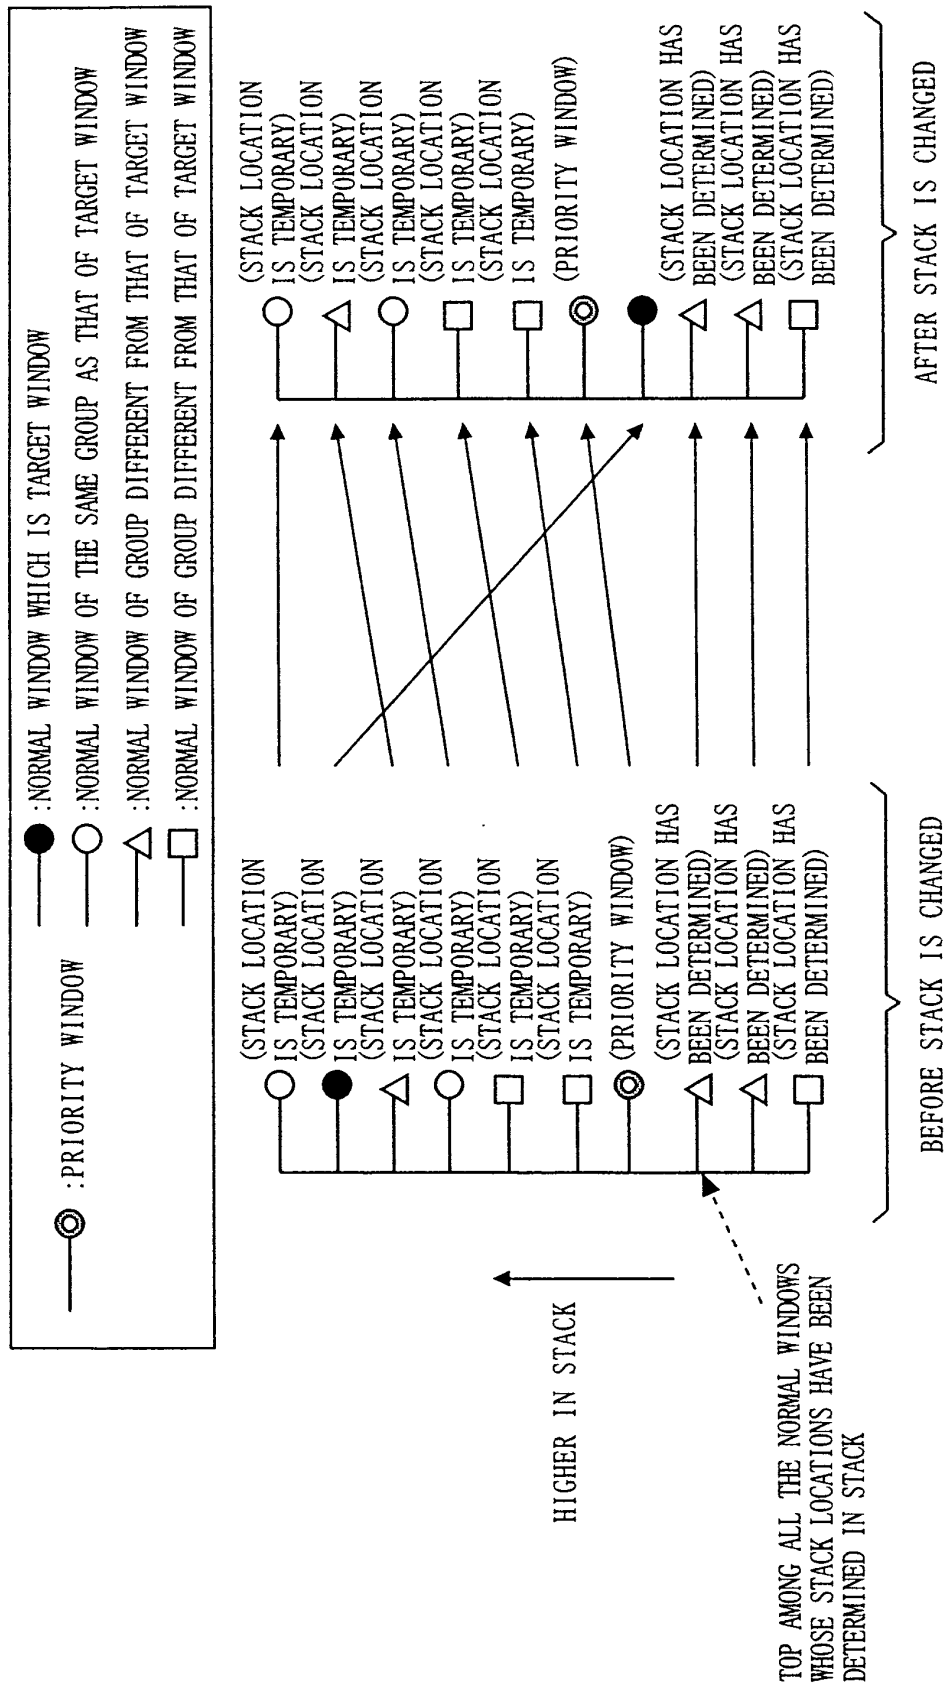 :PRIORITY WINDOW
:NORMAL WINDOW WHICH IS TARGET WINDOW
:NORMAL WINDOW OF THE SAME GROUP AS THAT OF TARGET WINDOW
:NORMAL WINDOW OF GROUP DIFFERENT FROM THAT OF TARGET WINDOW
:NORMAL WINDOW OF GROUP DIFFERENT FROM THAT OF TARGET WINDOW
HIGHER IN STACK
TOP AMONG ALL THE NORMAL WINDOWS
WHOSE STACK LOCATIONS HAVE BEEN
DETERMINED IN STACK
(STACK LOCATION
IS TEMPORARY)
(STACK LOCATION
IS TEMPORARY)
(STACK LOCATION
IS TEMPORARY)
(STACK LOCATION
IS TEMPORARY)
(STACK LOCATION
IS TEMPORARY)
(STACK LOCATION
IS TEMPORARY)
(PRIORITY WINDOW)
(STACK LOCATION HAS
BEEN DETERMINED)
(STACK LOCATION HAS
BEEN DETERMINED)
(STACK LOCATION HAS
BEEN DETERMINED)
BEFORE STACK IS CHANGED
(STACK LOCATION
IS TEMPORARY)
(STACK LOCATION
IS TEMPORARY)
(STACK LOCATION
IS TEMPORARY)
(STACK LOCATION
IS TEMPORARY)
(STACK LOCATION
IS TEMPORARY)
(PRIORITY WINDOW)
(STACK LOCATION HAS
BEEN DETERMINED)
(STACK LOCATION HAS
BEEN DETERMINED)
(STACK LOCATION HAS
BEEN DETERMINED)
AFTER STACK IS CHANGED